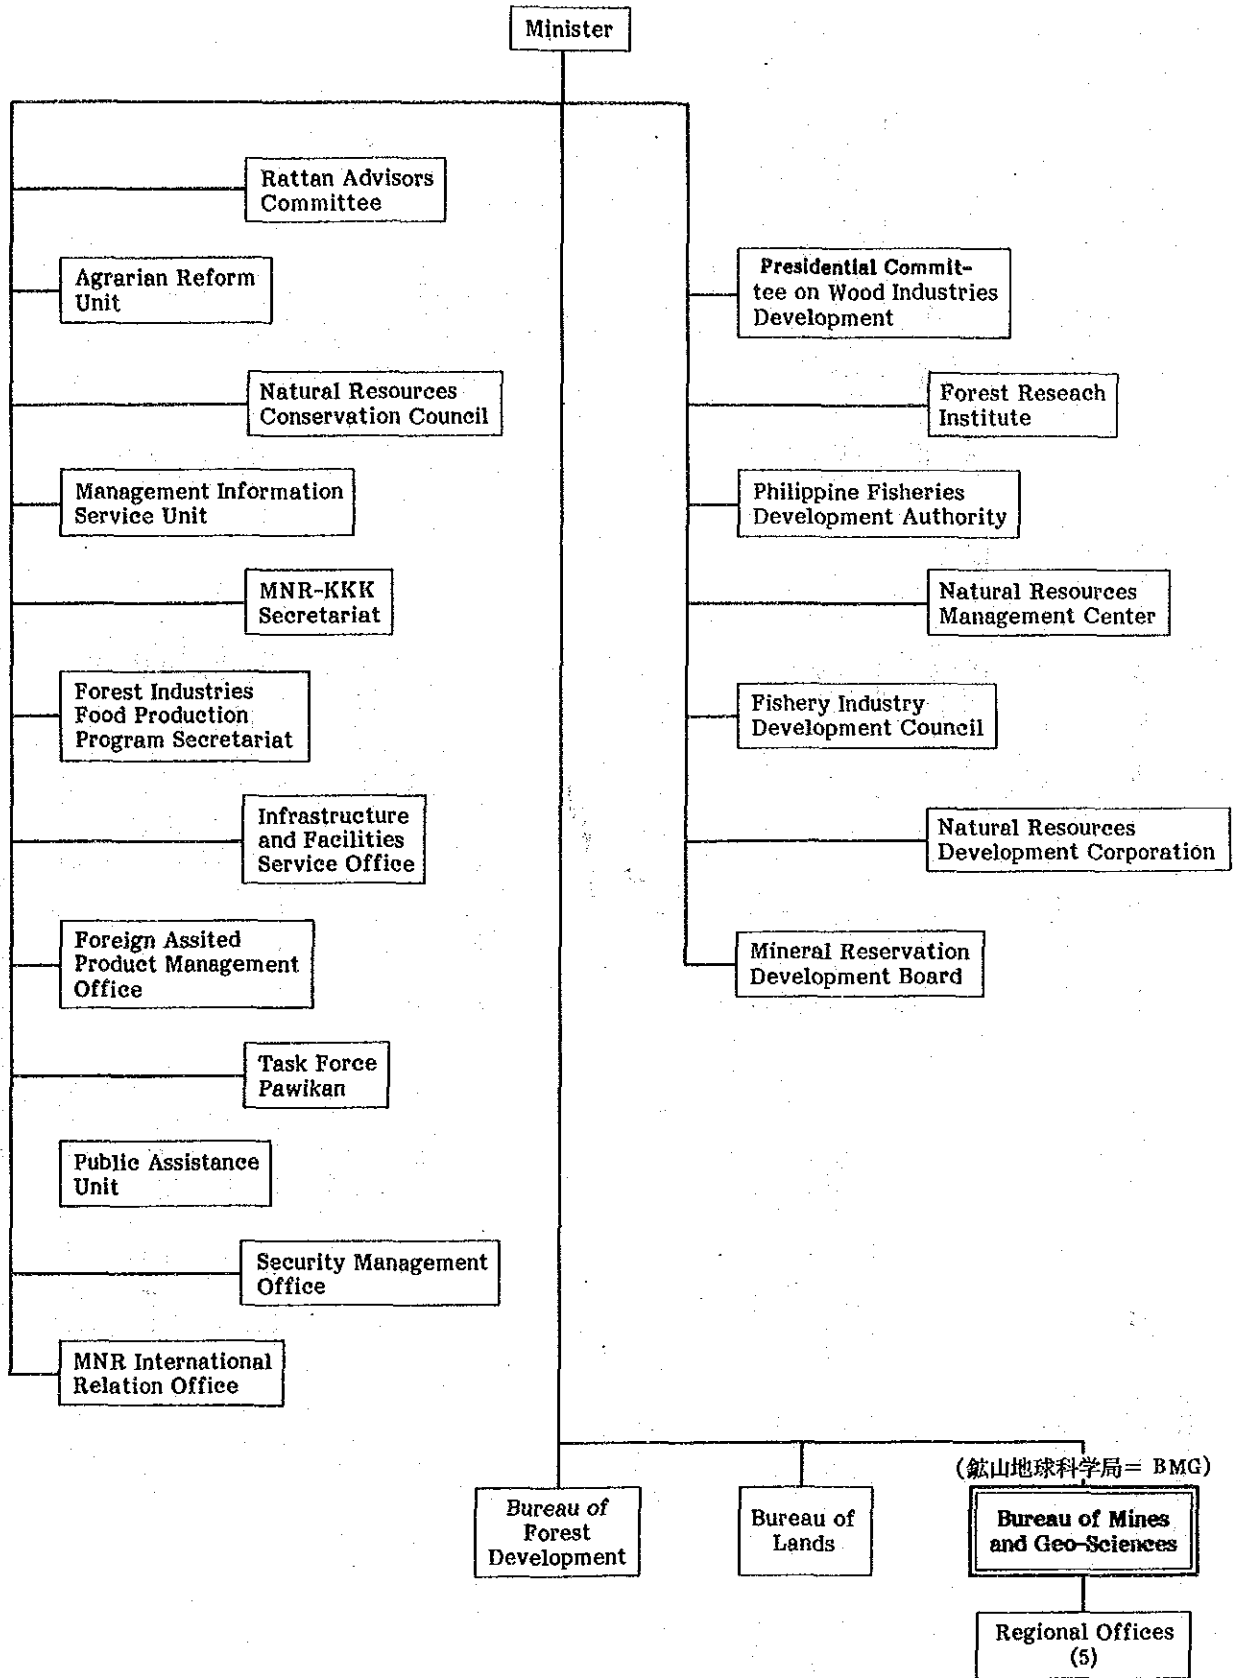 Minister
Rattan Advisors
Committee
Agrarian Reform
Unit
Natural Resources
Conservation Council
Management Information
Service Unit
MNR-KKK
Secretariat
Forest Industries
Food Production
Program Secretariat
Infrastructure
and Facilities
Service Office
Foreign Assited
Product Management
Office
Task Force
Pawikan
Public Assistance
Unit
Security Management
Office
MNR International
Relation Office
Presidential Commit-
tee on Wood Industries
Development
Forest Reseach
Institute
Philippine Fisheries
Development Authority
Natural Resources
Management Center
Fishery Industry
Development Council
Natural Resources
Development Corporation
Mineral Reservation
Development Board
Bureau of
Forest
Development
Bureau of
Lands
(鉱山地球科学局= BMG)
Bureau of Mines
and Geo-Sciences
Regional Offices
(5)